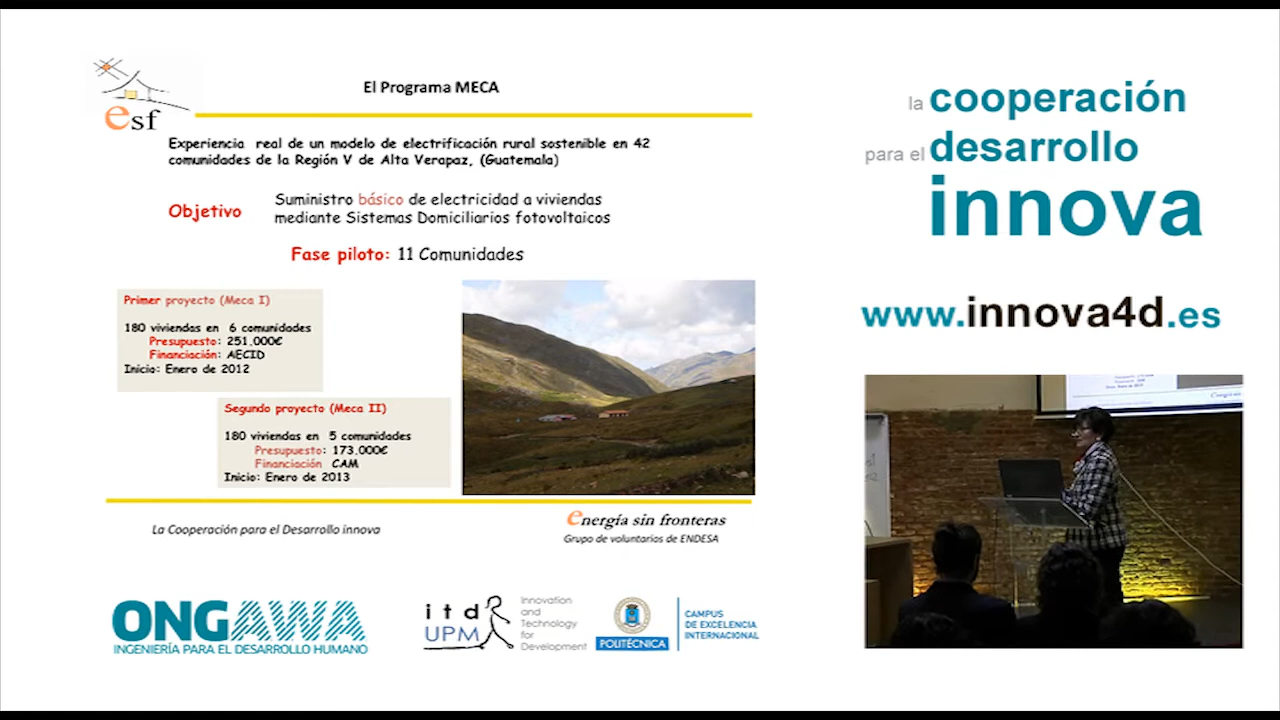 esf
El Programa MECA
Experiencia real de un modelo de electrificación rural sostenible en 42
comunidades de la Región V de Alta Verapaz, (Guatemala)
Objetivo
Suministro básico de electricidad a viviendas
mediante Sistemas Domiciliarios fotovoltaicos
Fase piloto: 11 Comunidades
Primer proyecto (Meca I)
180 viviendas en 6 comunidades
Presupuesto: 251.000€
Financiación: AECID
Inicio: Enero de 2012
Segundo proyecto (Meca II)
180 viviendas en 5 comunidades
Presupuesto: 173.000€
Financiación CAM
Inicio: Enero de 2013
La Cooperación para el Desarrollo innova
energía sin fronteras
Grupo de voluntarios de ENDESA
ONGAWA
INGENIERÍA PARA EL DESARROLLO HUMANO
itd
UPM
Innovation
and
Technology
for
Development
POLITÉCNICA
CAMPUS
DE EXCELENCIA
INTERNACIONAL
la cooperación
para el desarrollo
innova
www.innova4d.es